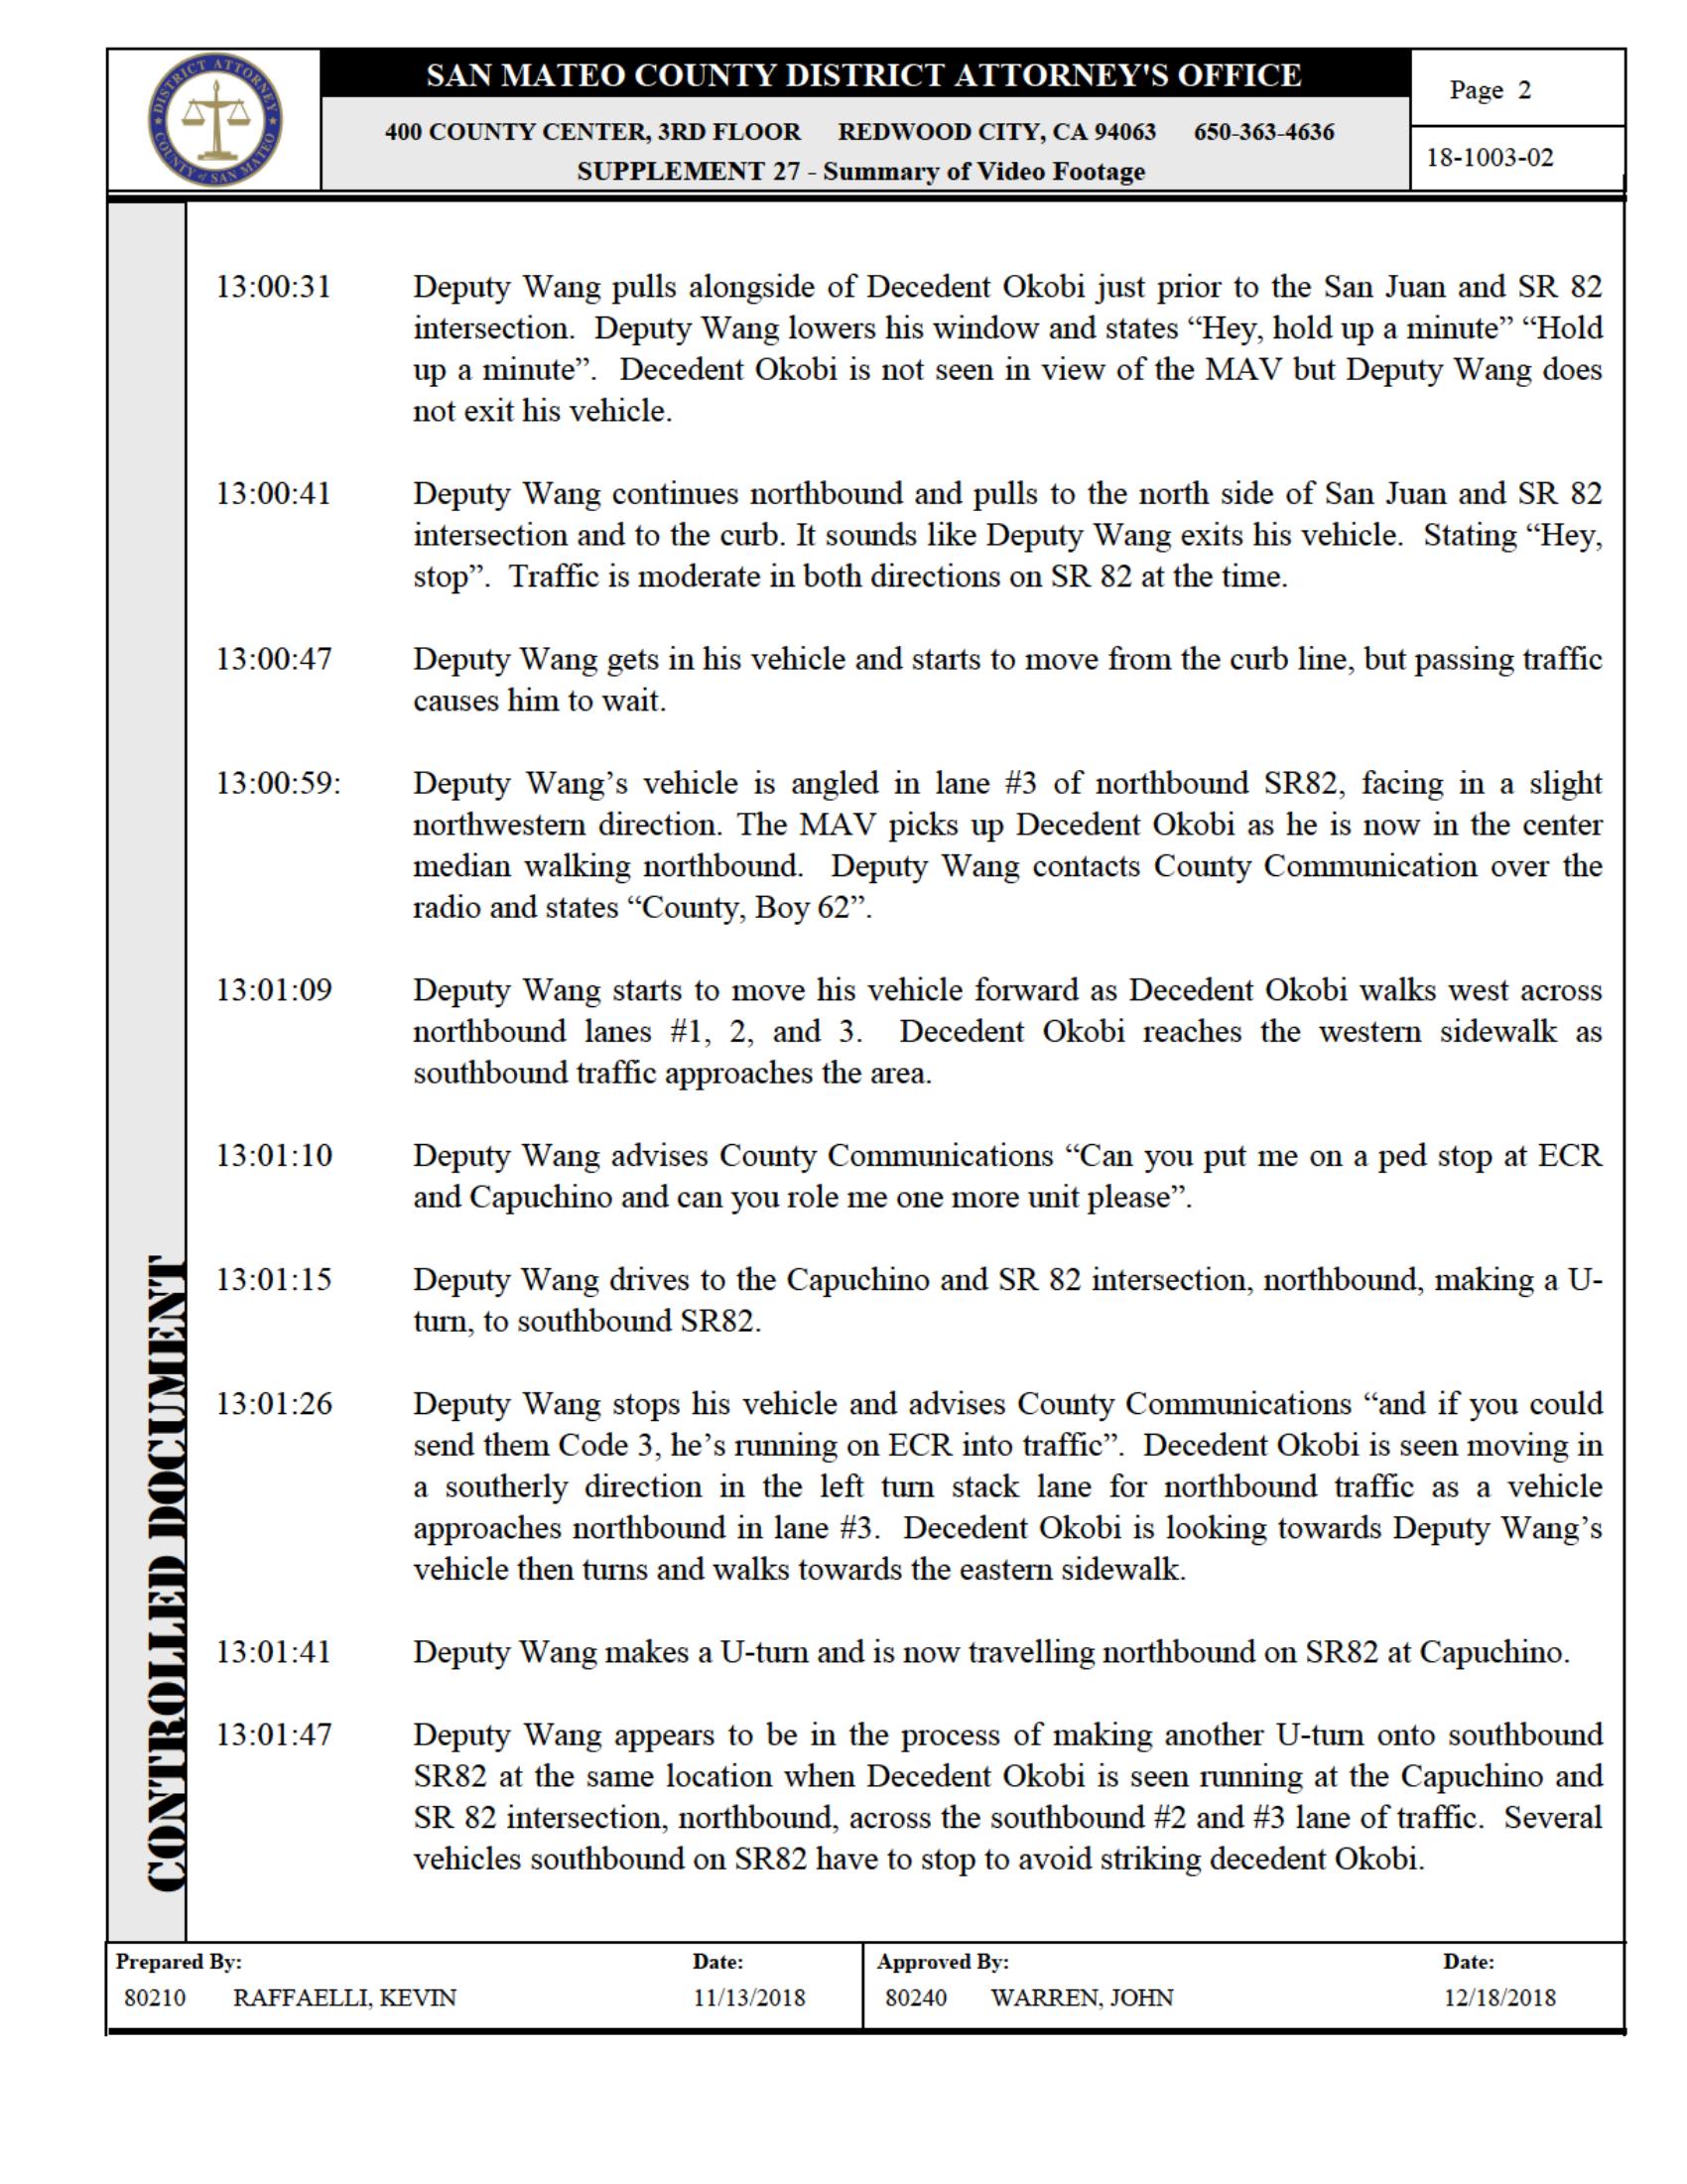 DISTRICT ATTORNEY
COUNTY of SAN MATEO
SAN MATEO COUNTY DISTRICT ATTORNEY'S OFFICE
400 COUNTY CENTER, 3RD FLOOR REDWOOD CITY, CA 94063 650-363-4636
SUPPLEMENT 27 - Summary of Video Footage
Page 2
18-1003-02
13:00:31 Deputy Wang pulls alongside of Decedent Okobi just prior to the San Juan and SR 82
intersection. Deputy Wang lowers his window and states “Hey, hold up a minute” “Hold
up a minute”. Decedent Okobi is not seen in view of the MAV but Deputy Wang does
not exit his vehicle.
13:00:41 Deputy Wang continues northbound and pulls to the north side of San Juan and SR 82
intersection and to the curb. It sounds like Deputy Wang exits his vehicle. Stating “Hey,
stop”. Traffic is moderate in both directions on SR 82 at the time.
13:00:47 Deputy Wang gets in his vehicle and starts to move from the curb line, but passing traffic
causes him to wait.
13:00:59: Deputy Wang’s vehicle is angled in lane #3 of northbound SR82, facing in a slight
northwestern direction. The MAV picks up Decedent Okobi as he is now in the center
median walking northbound. Deputy Wang contacts County Communication over the
radio and states “County, Boy 62”.
13:01:09 Deputy Wang starts to move his vehicle forward as Decedent Okobi walks west across
northbound lanes #1, 2, and 3. Decedent Okobi reaches the western sidewalk as
southbound traffic approaches the area.
13:01:10 Deputy Wang advises County Communications “Can you put me on a ped stop at ECR
and Capuchino and can you role me one more unit please”.
13:01:15 Deputy Wang drives to the Capuchino and SR 82 intersection, northbound, making a U-
turn, to southbound SR82.
13:01:26 Deputy Wang stops his vehicle and advises County Communications “and if you could
send them Code 3, he’s running on ECR into traffic”. Decedent Okobi is seen moving in
a southerly direction in the left turn stack lane for northbound traffic as a vehicle
approaches northbound in lane #3. Decedent Okobi is looking towards Deputy Wang’s
vehicle then turns and walks towards the eastern sidewalk.
13:01:41 Deputy Wang makes a U-turn and is now travelling northbound on SR82 at Capuchino.
13:01:47 Deputy Wang appears to be in the process of making another U-turn onto southbound
SR82 at the same location when Decedent Okobi is seen running at the Capuchino and
SR 82 intersection, northbound, across the southbound #2 and #3 lane of traffic. Several
vehicles southbound on SR82 have to stop to avoid striking decedent Okobi.
CONTROLLED DOCUMENT
Prepared By: Date: Approved By: Date:
80210 RAFFAELLI, KEVIN 11/13/2018 80240 WARREN, JOHN 12/18/2018